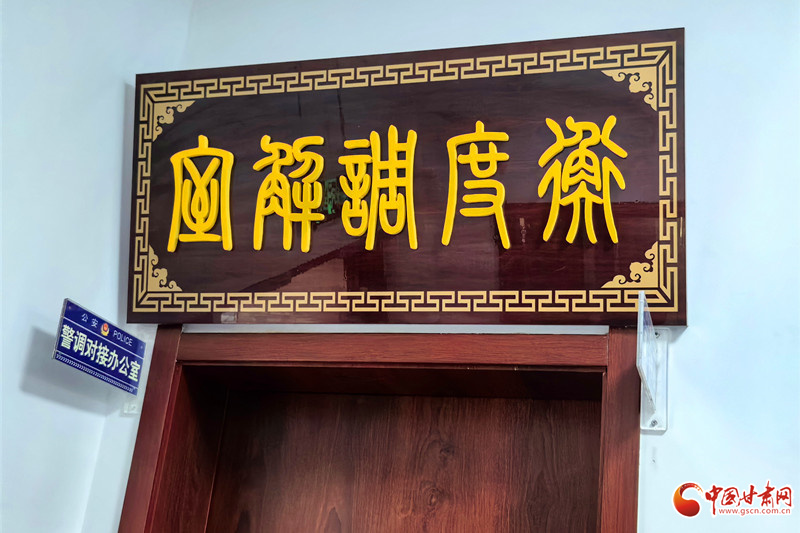 衡度調解室
公安 POLICE
警调对接办公室
中国甘肃网
www.gscn.com.cn